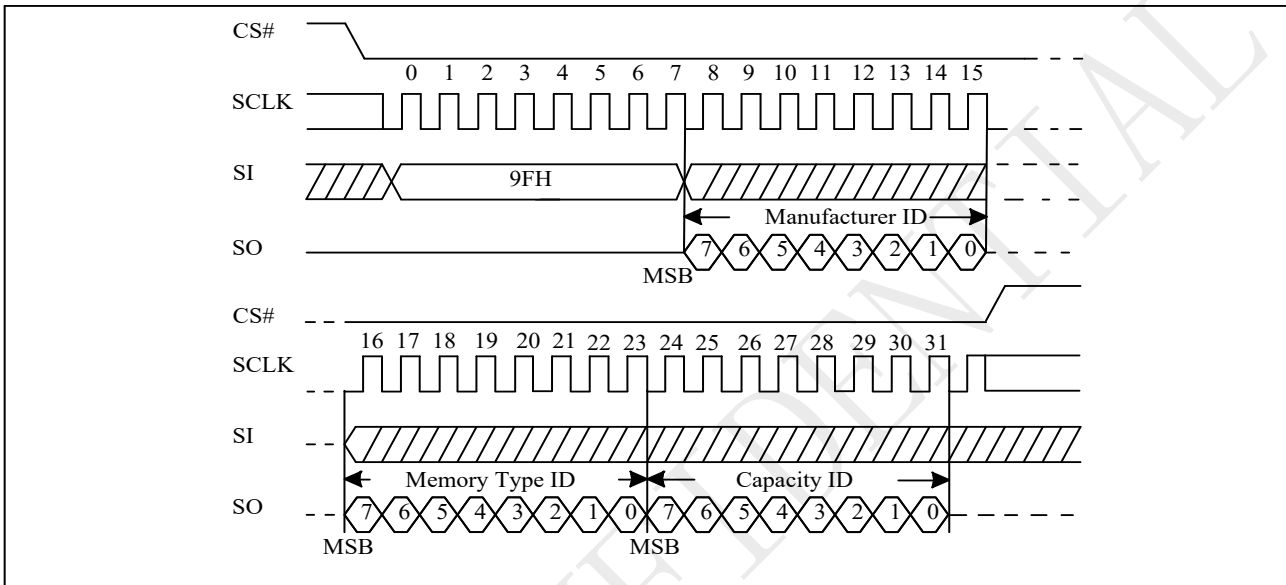 CS#
0 1 2 3 4 5 6 7 8 9 10 11 12 13 14 15
SCLK
SI
9FH
Manufacturer ID
SO
7 6 5 4 3 2 1 0
MSB
CS#
16 17 18 19 20 21 22 23 24 25 26 27 28 29 30 31
SCLK
SI
Memory Type ID Capacity ID
SO
7 6 5 4 3 2 1 0 7 6 5 4 3 2 1 0
MSB MSB
IDENTIAL